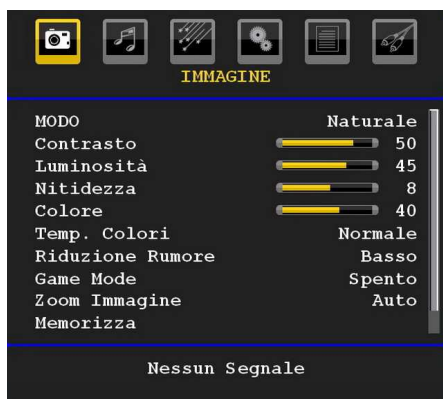 IMMAGINE
MODO Naturale
Contrasto 50
Luminosità 45
Nitidezza 8
Colore 40
Temp. Colori Normale
Riduzione Rumore Basso
Game Mode Spento
Zoom Immagine Auto
Memorizza
Nessun Segnale